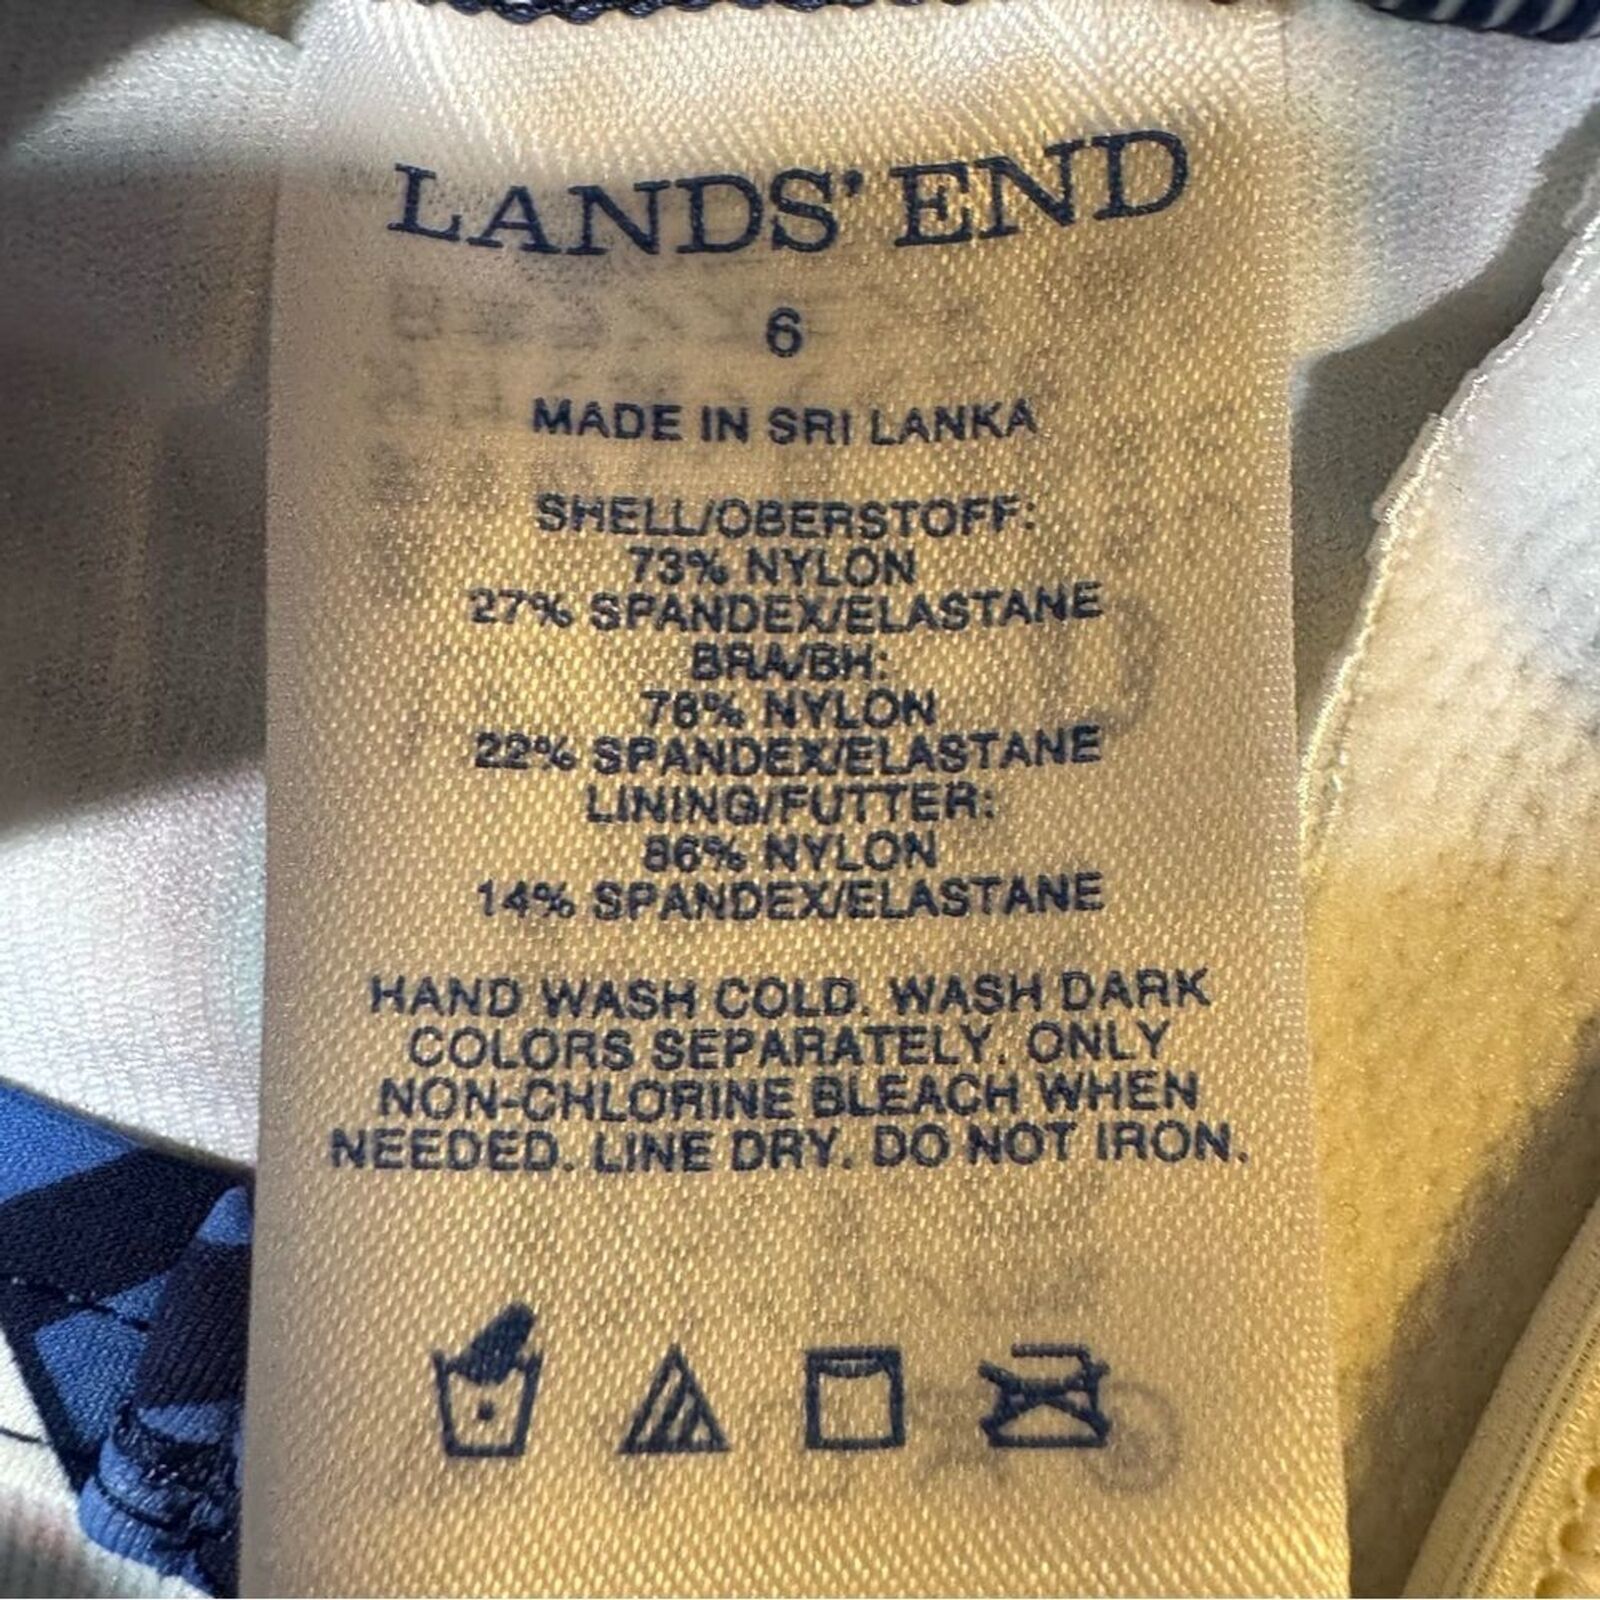 LANDS' END
6
MADE IN SRI LANKA
SHELL/OBERSTOFF:
73% NYLON
27% SPANDEX/ELASTANE
BRA/BH:
78% NYLON
22% SPANDEX/ELASTANE
LINING/FUTTER:
86% NYLON
14% SPANDEX/ELASTANE
HAND WASH COLD. WASH DARK
COLORS SEPARATELY. ONLY
NON-CHLORINE BLEACH WHEN
NEEDED. LINE DRY. DO NOT IRON.